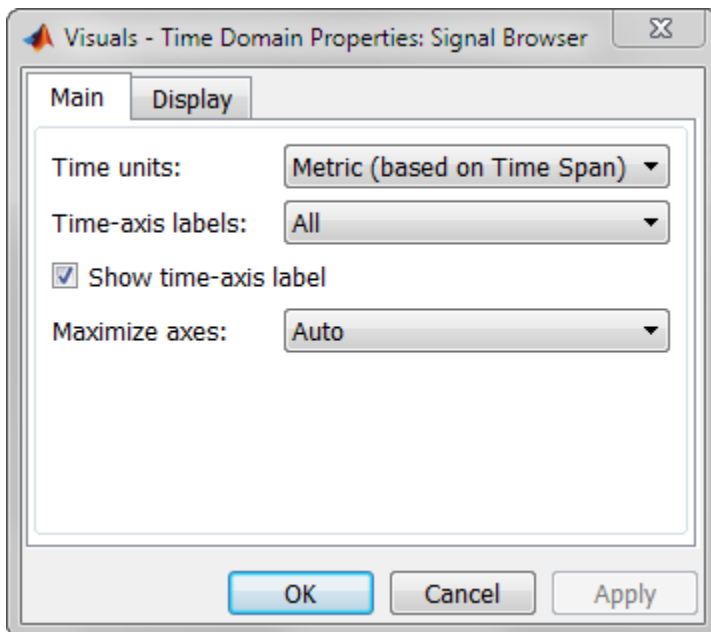 Visuals - Time Domain Properties: Signal Browser
Main Display
Time units: Metric (based on Time Span)
Time-axis labels: All
Show time-axis label
Maximize axes: Auto
OK Cancel Apply